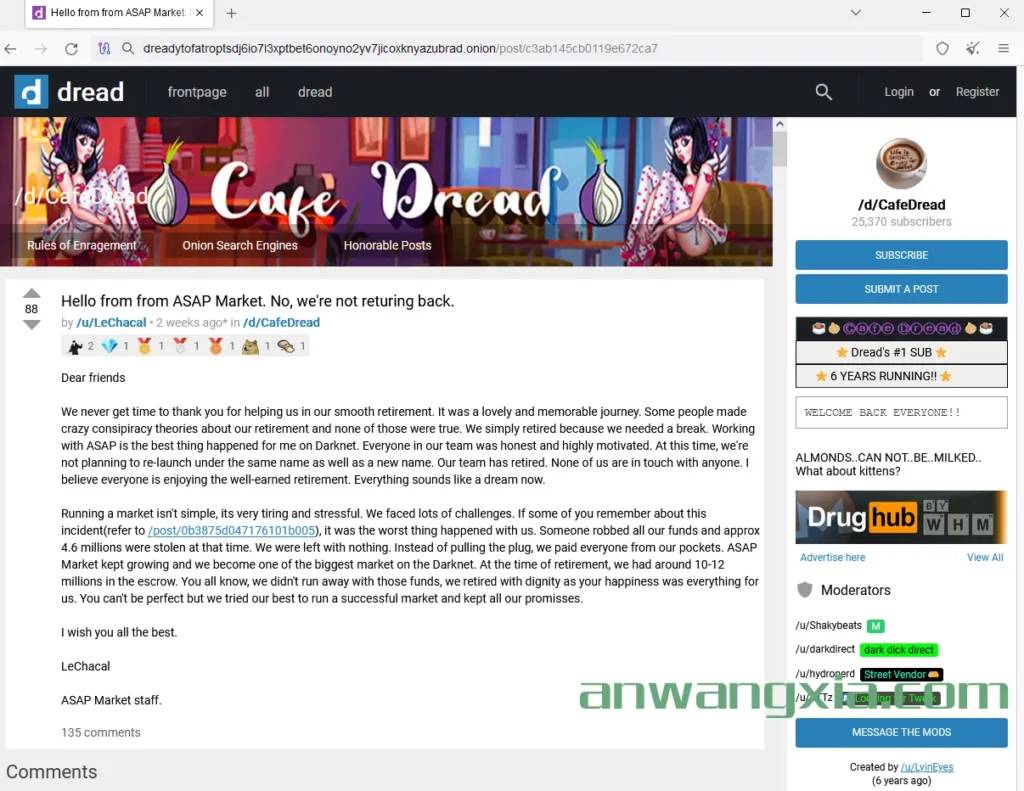 Hello from from ASAP Market.
dreadytofatroptsdj6io7l3xptbet6onoyno2yv7jicoxknyazubrad.onion/post/c3ab145cb0119e672ca7
dread
frontpage
all
dread
Login or Register
/d/CafeDread
Cafe Dread
Rules of Enragement
Onion Search Engines
Honorable Posts
88
Hello from from ASAP Market. No, we're not returing back.
by /u/LeChacal • 2 weeks ago* in /d/CafeDread
2 1 1 1 1 1 1
Dear friends
We never get time to thank you for helping us in our smooth retirement. It was a lovely and memorable journey. Some people made
crazy consipiracy theories about our retirement and none of those were true. We simply retired because we needed a break. Working
with ASAP is the best thing happened for me on Darknet. Everyone in our team was honest and highly motivated. At this time, we're
not planning to re-launch under the same name as well as a new name. Our team has retired. None of us are in touch with anyone. I
believe everyone is enjoying the well-earned retirement. Everything sounds like a dream now.
Running a market isn't simple, its very tiring and stressful. We faced lots of challenges. If some of you remember about this
incident(refer to /post/0b3875d047176101b005), it was the worst thing happened with us. Someone robbed all our funds and approx
4.6 millions were stolen at that time. We were left with nothing. Instead of pulling the plug, we paid everyone from our pockets. ASAP
Market kept growing and we become one of the biggest market on the Darknet. At the time of retirement, we had around 10-12
millions in the escrow. You all know, we didn't run away with those funds, we retired with dignity as your happiness was everything for
us. You can't be perfect but we tried our best to run a successful market and kept all our promisses.
I wish you all the best.
LeChacal
ASAP Market staff.
135 comments
Comments
/d/CafeDread
25,370 subscribers
SUBSCRIBE
SUBMIT A POST
Ⓒⓐⓕⓔ Ⓓⓡⓔⓐⓓ
⭐ Dread's #1 SUB ⭐
⭐ 6 YEARS RUNNING!! ⭐
WELCOME BACK EVERYONE!!
ALMONDS..CAN NOT..BE..MILKED..
What about kittens?
Drug hub BY WHM
Advertise here
View All
Moderators
/u/Shakybeats M
/u/darkdirect dark dick direct
/u/hydronerd Street Vendor
anwangxia.com
MESSAGE THE MODS
Created by /u/LyinEyes
(6 years ago)